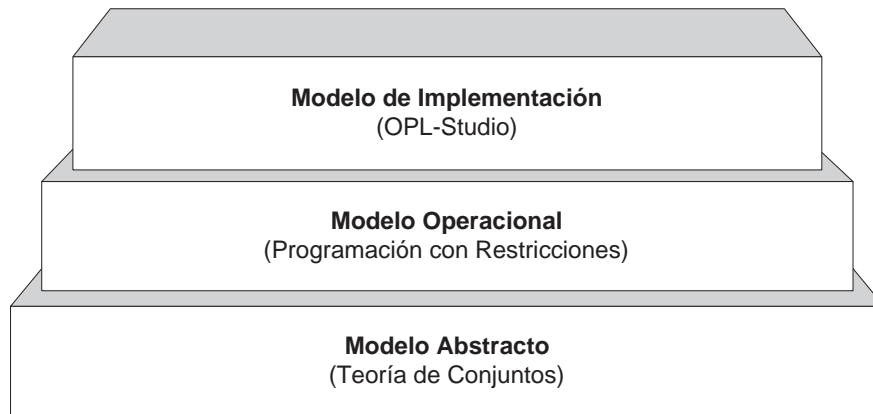 Modelo de Implementación
(OPL-Studio)
Modelo Operacional
(Programación con Restricciones)
Modelo Abstracto
(Teoría de Conjuntos)